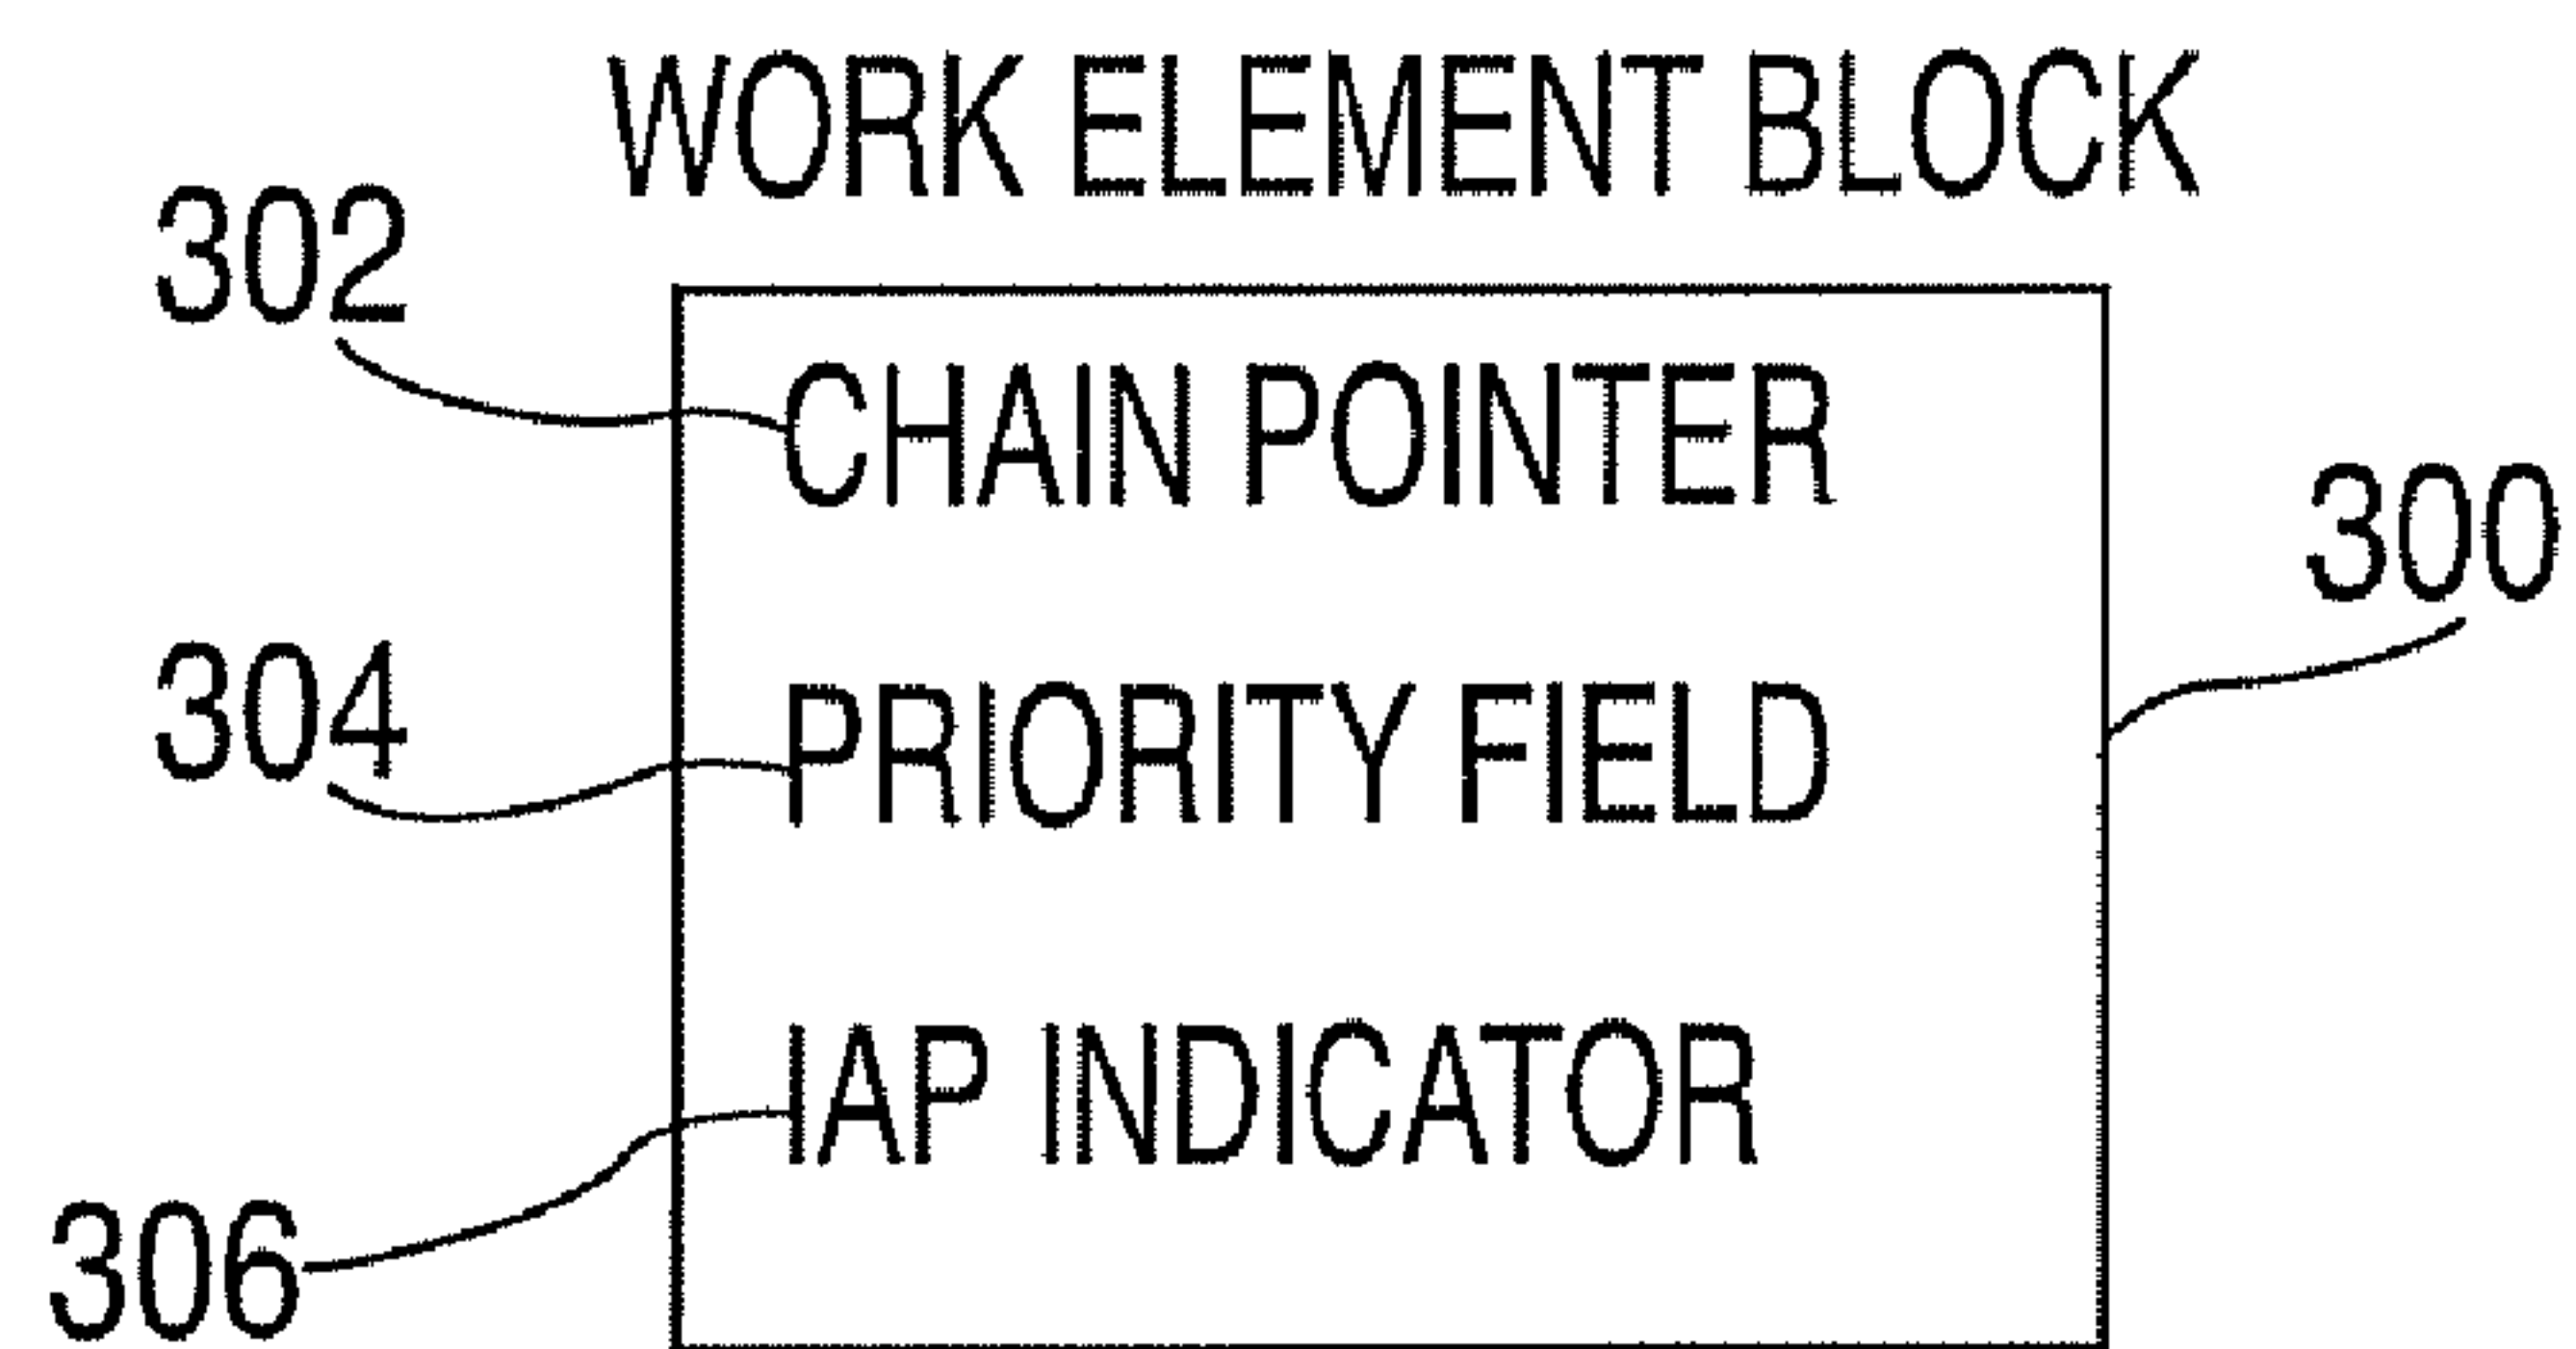 WORK ELEMENT BLOCK
302
CHAIN POINTER
300
304
PRIORITY FIELD
IAP INDICATOR
306